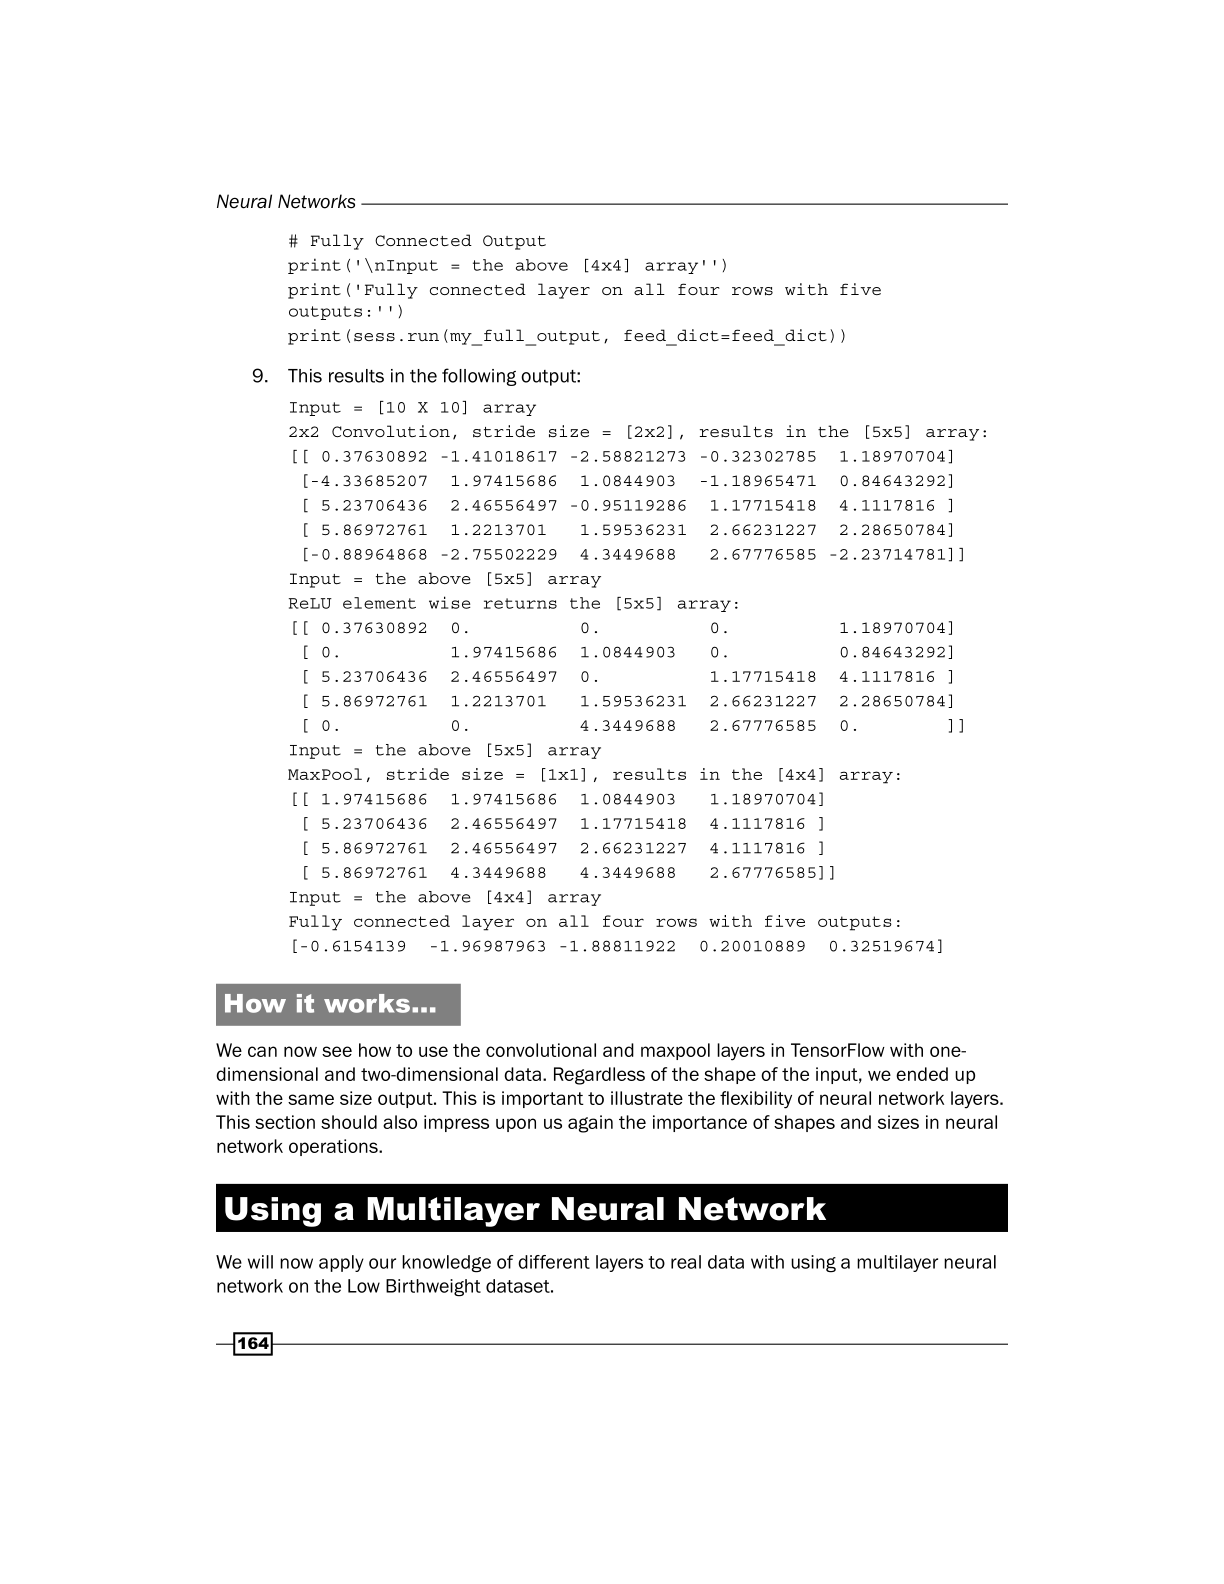 Neural Networks
# Fully Connected Output
print('\nInput = the above [4x4] array'')
print('Fully connected layer on all four rows with five
outputs:'')
print(sess.run(my_full_output, feed_dict=feed_dict))
9. This results in the following output:
Input = [10 X 10] array
2x2 Convolution, stride size = [2x2], results in the [5x5] array:
[[ 0.37630892 -1.41018617 -2.58821273 -0.32302785  1.18970704]
 [-4.33685207  1.97415686  1.0844903  -1.18965471  0.84643292]
 [ 5.23706436  2.46556497 -0.95119286  1.17715418  4.1117816 ]
 [ 5.86972761  1.2213701   1.59536231  2.66231227  2.28650784]
 [-0.88964868 -2.75502229  4.3449688   2.67776585 -2.23714781]]
Input = the above [5x5] array
ReLU element wise returns the [5x5] array:
[[ 0.37630892  0.          0.          0.          1.18970704]
 [ 0.          1.97415686  1.0844903   0.          0.84643292]
 [ 5.23706436  2.46556497  0.          1.17715418  4.1117816 ]
 [ 5.86972761  1.2213701   1.59536231  2.66231227  2.28650784]
 [ 0.          0.          4.3449688   2.67776585  0.        ]]
Input = the above [5x5] array
MaxPool, stride size = [1x1], results in the [4x4] array:
[[ 1.97415686  1.97415686  1.0844903   1.18970704]
 [ 5.23706436  2.46556497  1.17715418  4.1117816 ]
 [ 5.86972761  2.46556497  2.66231227  4.1117816 ]
 [ 5.86972761  4.3449688   4.3449688   2.67776585]]
Input = the above [4x4] array
Fully connected layer on all four rows with five outputs:
[-0.6154139  -1.96987963 -1.88811922  0.20010889  0.32519674]
How it works…
We can now see how to use the convolutional and maxpool layers in TensorFlow with one-
dimensional and two-dimensional data. Regardless of the shape of the input, we ended up
with the same size output. This is important to illustrate the flexibility of neural network layers.
This section should also impress upon us again the importance of shapes and sizes in neural
network operations.
Using a Multilayer Neural Network
We will now apply our knowledge of different layers to real data with using a multilayer neural
network on the Low Birthweight dataset.
164